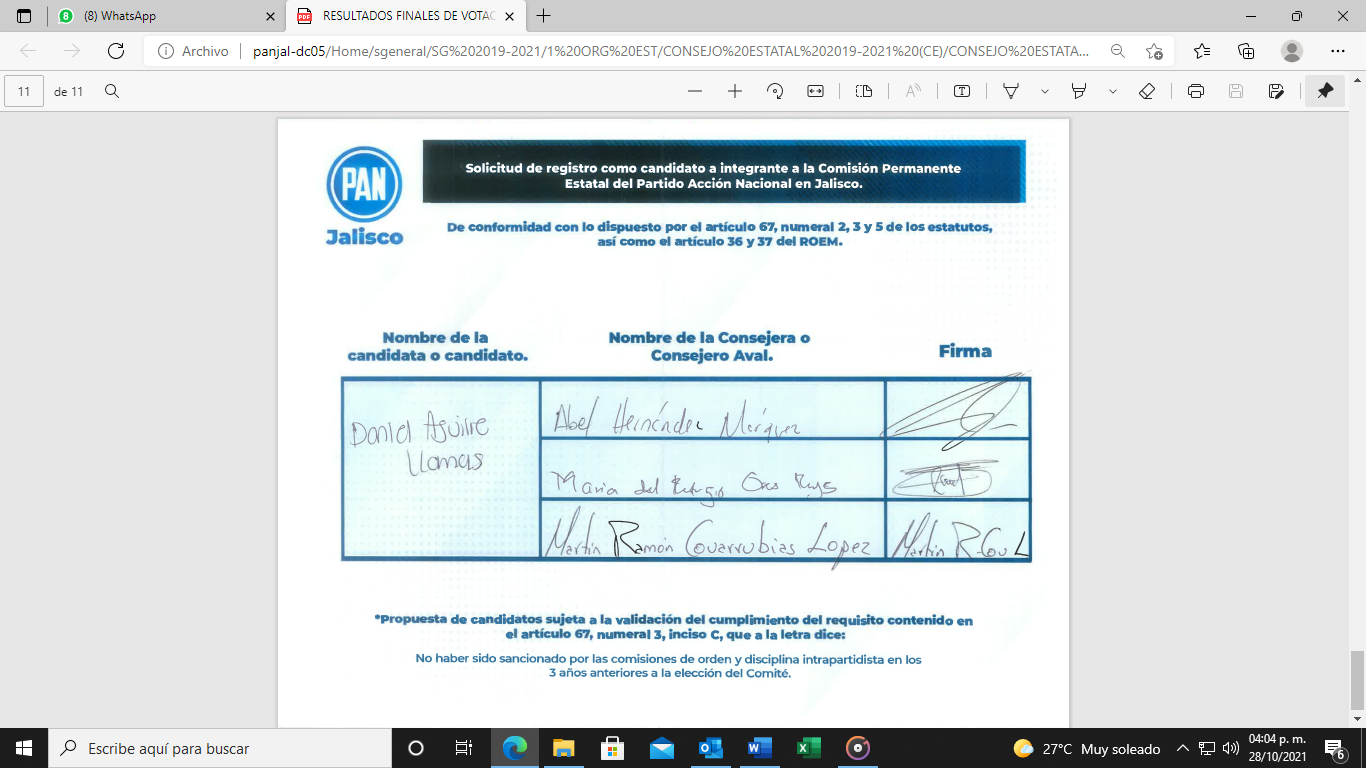 (8) WhatsApp
RESULTADOS FINALES DE VOTAC
Archivo
panjal-dc05/Home/sgeneral/SG%202019-2021/1%20ORG%20EST/CONSEJO%20ESTATAL%202019-2021%20(CE)/CONSEJO%20ESTATA...
11 de 11
PAN
Jalisco
Solicitud de registro como candidato a integrante a la Comisión Permanente
Estatal del Partido Acción Nacional en Jalisco.
De conformidad con lo dispuesto por el artículo 67, numeral 2, 3 y 5 de los estatutos,
así como el artículo 36 y 37 del ROEM.
Nombre de la
candidata o candidato.
Nombre de la Consejera o
Consejero Aval.
Firma
Daniel Aguirre
Llamas
Abel Hernández Márquez
Maria del Refugio
Martín Ramón Covarrubias Lopez
Martín R. Cov L
*Propuesta de candidatos sujeta a la validación del cumplimiento del requisito contenido en
el artículo 67, numeral 3, inciso C, que a la letra dice:
No haber sido sancionado por las comisiones de orden y disciplina intrapartidista en los
3 años anteriores a la elección del Comité.
Escribe aquí para buscar
27°C Muy soleado
04:04 p. m.
28/10/2021
6